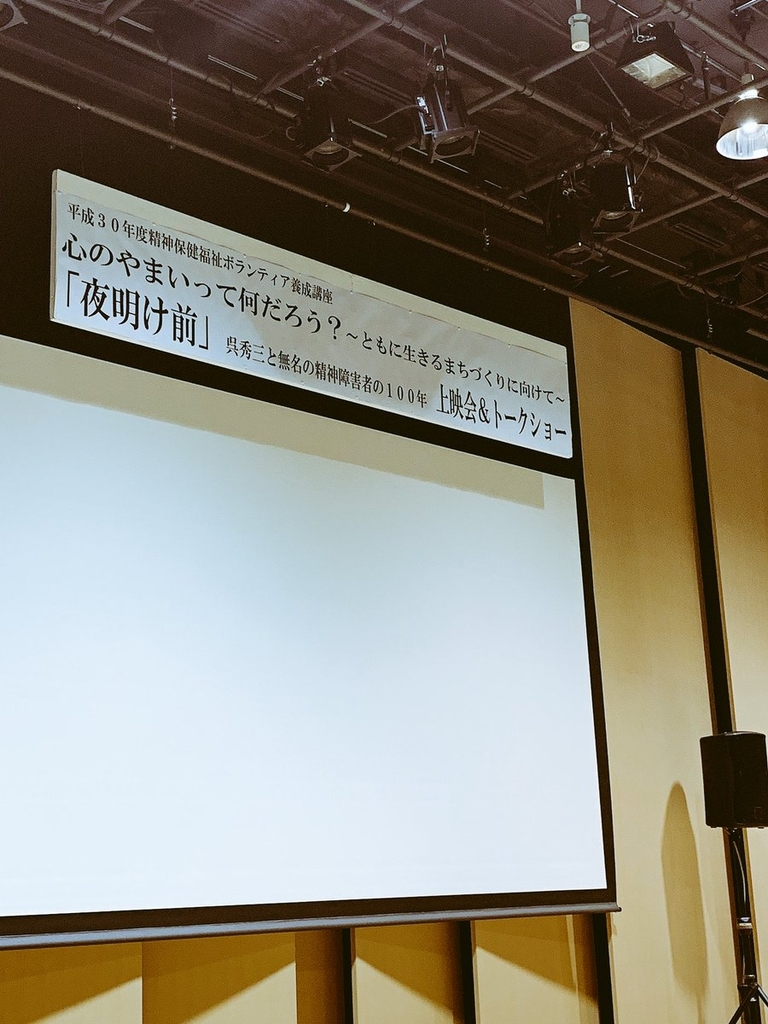 平成３０年度精神保健福祉ボランティア養成講座
心のやまいって何だろう？～ともに生きるまちづくりに向けて～
「夜明け前」 呉秀三と無名の精神障害者の１００年 上映会＆トークショー